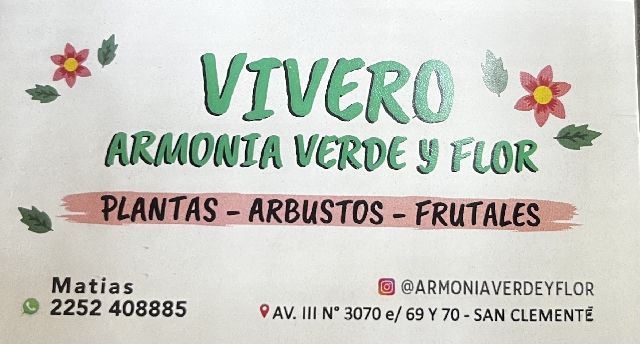 VIVERO
ARMONIA VERDE Y FLOR
PLANTAS - ARBUSTOS - FRUTALES
Matias
2252 408885
@ARMONIAVERDEYFLOR
AV. III N° 3070 e/ 69 Y 70 - SAN CLEMENTE